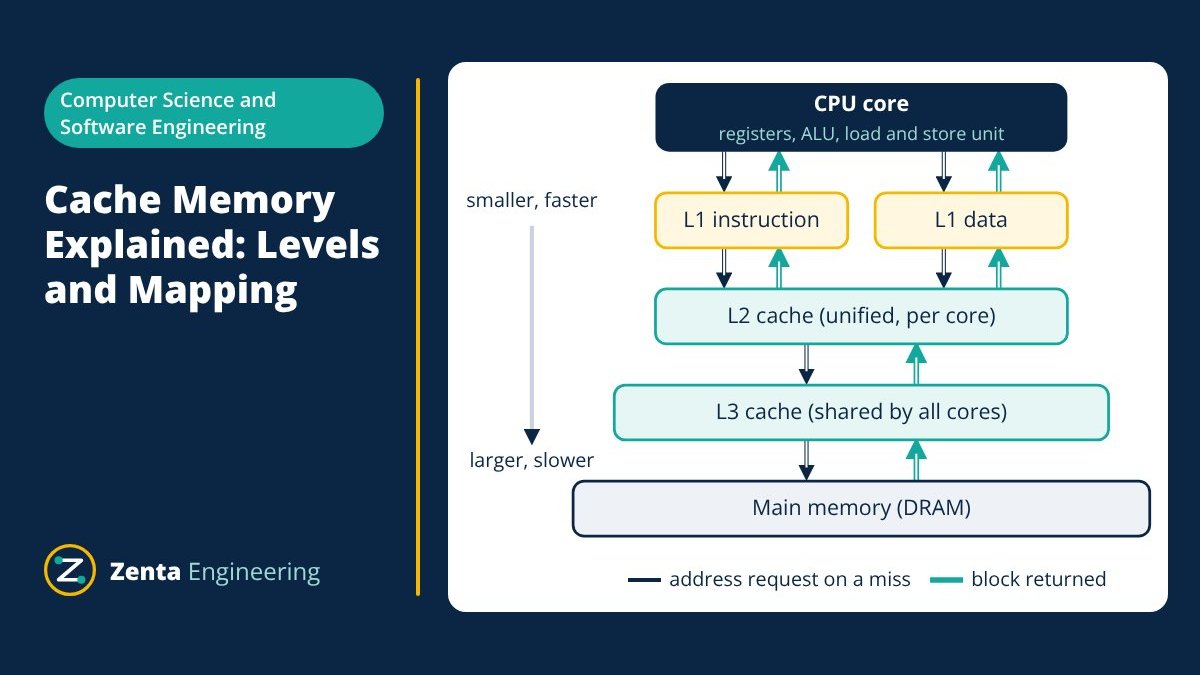 Computer Science and
Software Engineering
Cache Memory
Explained: Levels
and Mapping
Zenta Engineering
CPU core
registers, ALU, load and store unit
smaller, faster
L1 instruction
L1 data
L2 cache (unified, per core)
L3 cache (shared by all cores)
larger, slower
Main memory (DRAM)
address request on a miss
block returned